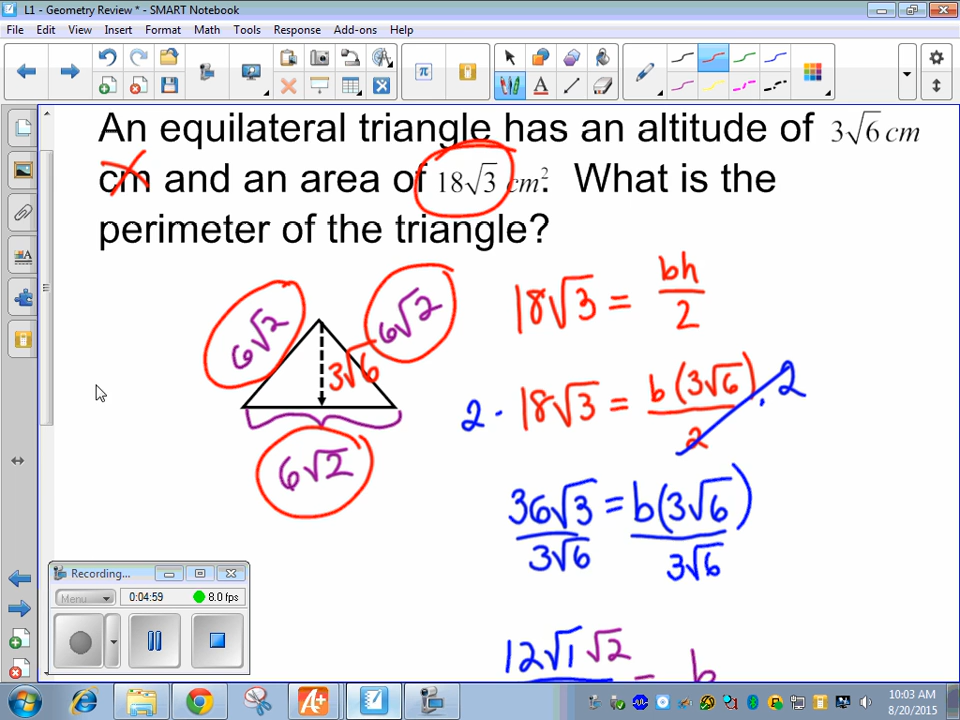 L1 - Geometry Review * - SMART Notebook
File Edit View Insert Format Math Tools Response Add-ons Help
An equilateral triangle has an altitude of 3√6 cm
cm and an area of 18√3 cm². What is the
perimeter of the triangle?
6√2 6√2
3√6
6√2
18√3 = bh/2
2 · 18√3 = b(3√6)/2 · 2
36√3/3√6 = b(3√6)/3√6
12√1 √2 = b
Recording...
Menu 0:04:59 8.0 fps
10:03 AM
8/20/2015